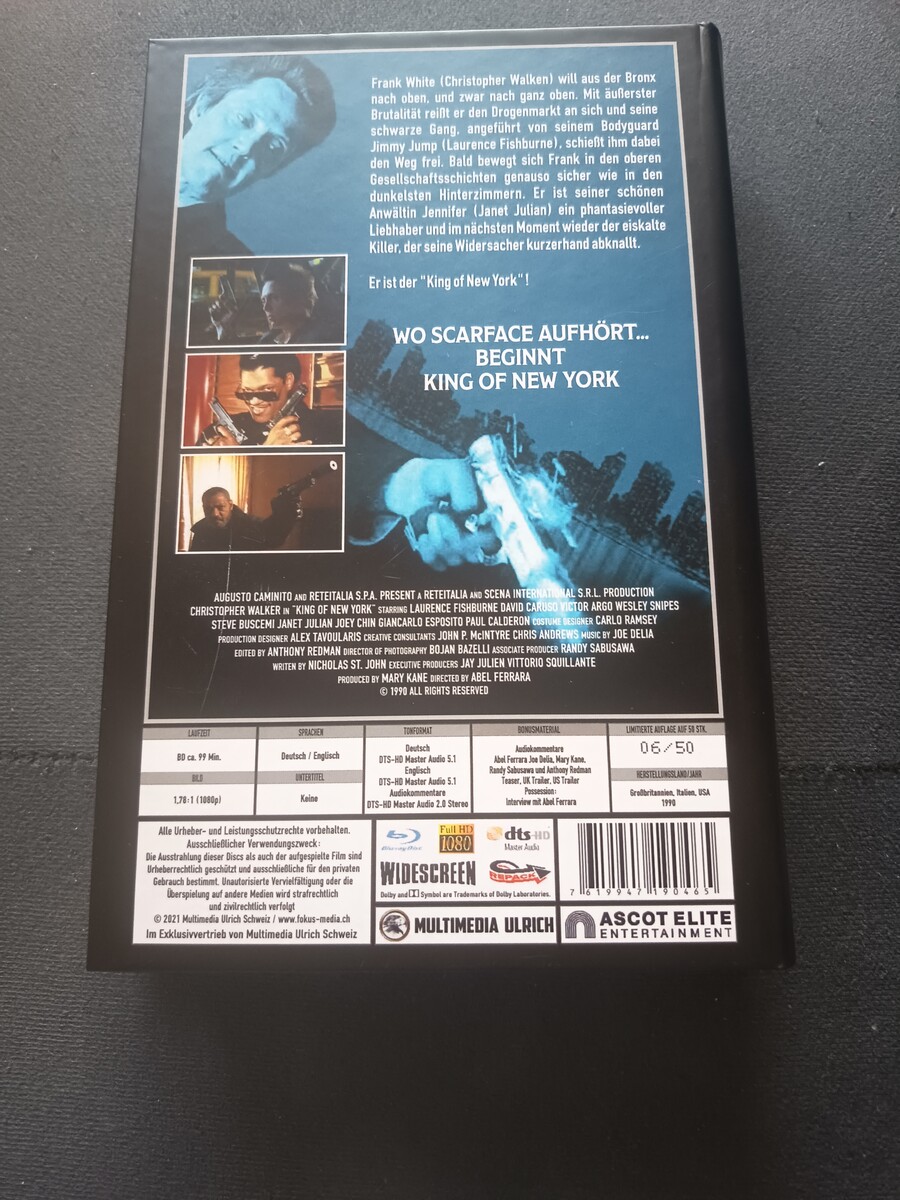 Frank White (Christopher Walken) will aus der Bronx
nach oben, und zwar nach ganz oben. Mit äußerster
Brutalität reißt er den Drogenmarkt an sich und seine
schwarze Gang, angeführt von seinem Bodyguard
Jimmy Jump (Laurence Fishburne), schießt ihm dabei
den Weg frei. Bald bewegt sich Frank in den oberen
Gesellschaftsschichten genauso sicher wie in den
dunkelsten Hinterzimmern. Er ist seiner schönen
Anwältin Jennifer (Janet Julian) ein phantasievoller
Liebhaber und im nächsten Moment wieder der eiskalte
Killer, der seine Widersacher kurzerhand abknallt.
Er ist der "King of New York"!
WO SCARFACE AUFHÖRT...
BEGINNT
KING OF NEW YORK
AUGUSTO CAMINITO AND RETEITALIA S.P.A. PRESENT A RETEITALIA AND SCENA INTERNATIONAL S.R.L. PRODUCTION
CHRISTOPHER WALKER IN "KING OF NEW YORK" STARRING LAURENCE FISHBURNE DAVID CARUSO VICTOR ARGO WESLEY SNIPES
STEVE BUSCEMI JANET JULIAN JOEY CHIN GIANCARLO ESPOSITO PAUL CALDERON COSTUME DESIGNER CARLO RAMSEY
PRODUCTION DESIGNER ALEX TAVOULARIS CREATIVE CONSULTANTS JOHN P. McINTYRE CHRIS ANDREWS MUSIC BY JOE DELIA
EDITED BY ANTHONY REDMAN DIRECTOR OF PHOTOGRAPHY BOJAN BAZELLI ASSOCIATE PRODUCER RANDY SABUSAWA
WRITEN BY NICHOLAS ST. JOHN EXECUTIVE PRODUCERS JAY JULIEN VITTORIO SQUILLANTE
PRODUCED BY MARY KANE DIRECTED BY ABEL FERRARA
© 1990 ALL RIGHTS RESERVED
LAUFZEIT
BD ca. 99 Min.
BILD
1,78:1 (1080p)
SPRACHEN
Deutsch / Englisch
UNTERTITEL
Keine
TONFORMAT
Deutsch
DTS-HD Master Audio 5.1
Englisch
DTS-HD Master Audio 5.1
Audiokommentare
DTS-HD Master Audio 2.0 Stereo
BONUSMATERIAL
Audiokommentare
Abel Ferrara Joe Delia, Mary Kane,
Randy Sabusawa und Anthony Redman
Teaser, UK Trailer, US Trailer
Possession:
Interview mit Abel Ferrara
LIMITIERTE AUFLAGE AUF 50 STK.
06/50
HERSTELLUNGSLAND/JAHR
Großbritannien, Italien, USA
1990
Alle Urheber- und Leistungsschutzrechte vorbehalten.
Ausschließlicher Verwendungszweck:
Die Ausstrahlung dieser Discs als auch der aufgespielte Film sind
Urheberrechtlich geschützt und ausschließliche für den privaten
Gebrauch bestimmt. Unautorisierte Vervielfältigung oder die
Überspielung auf andere Medien wird strafrechtlich
und zivilrechtlich verfolgt
© 2021 Multimedia Ulrich Schweiz / www.fokus-media.ch
Im Exklusivvertrieb von Multimedia Ulrich Schweiz
Blu-ray Disc
Full HD
1080
dts-HD
Master Audio
WIDESCREEN
REPACK
Dolby and Symbol are Trademarks of Dolby Laboratories.
MULTIMEDIA ULRICH
7 619947 190465
ASCOT ELITE
ENTERTAINMENT